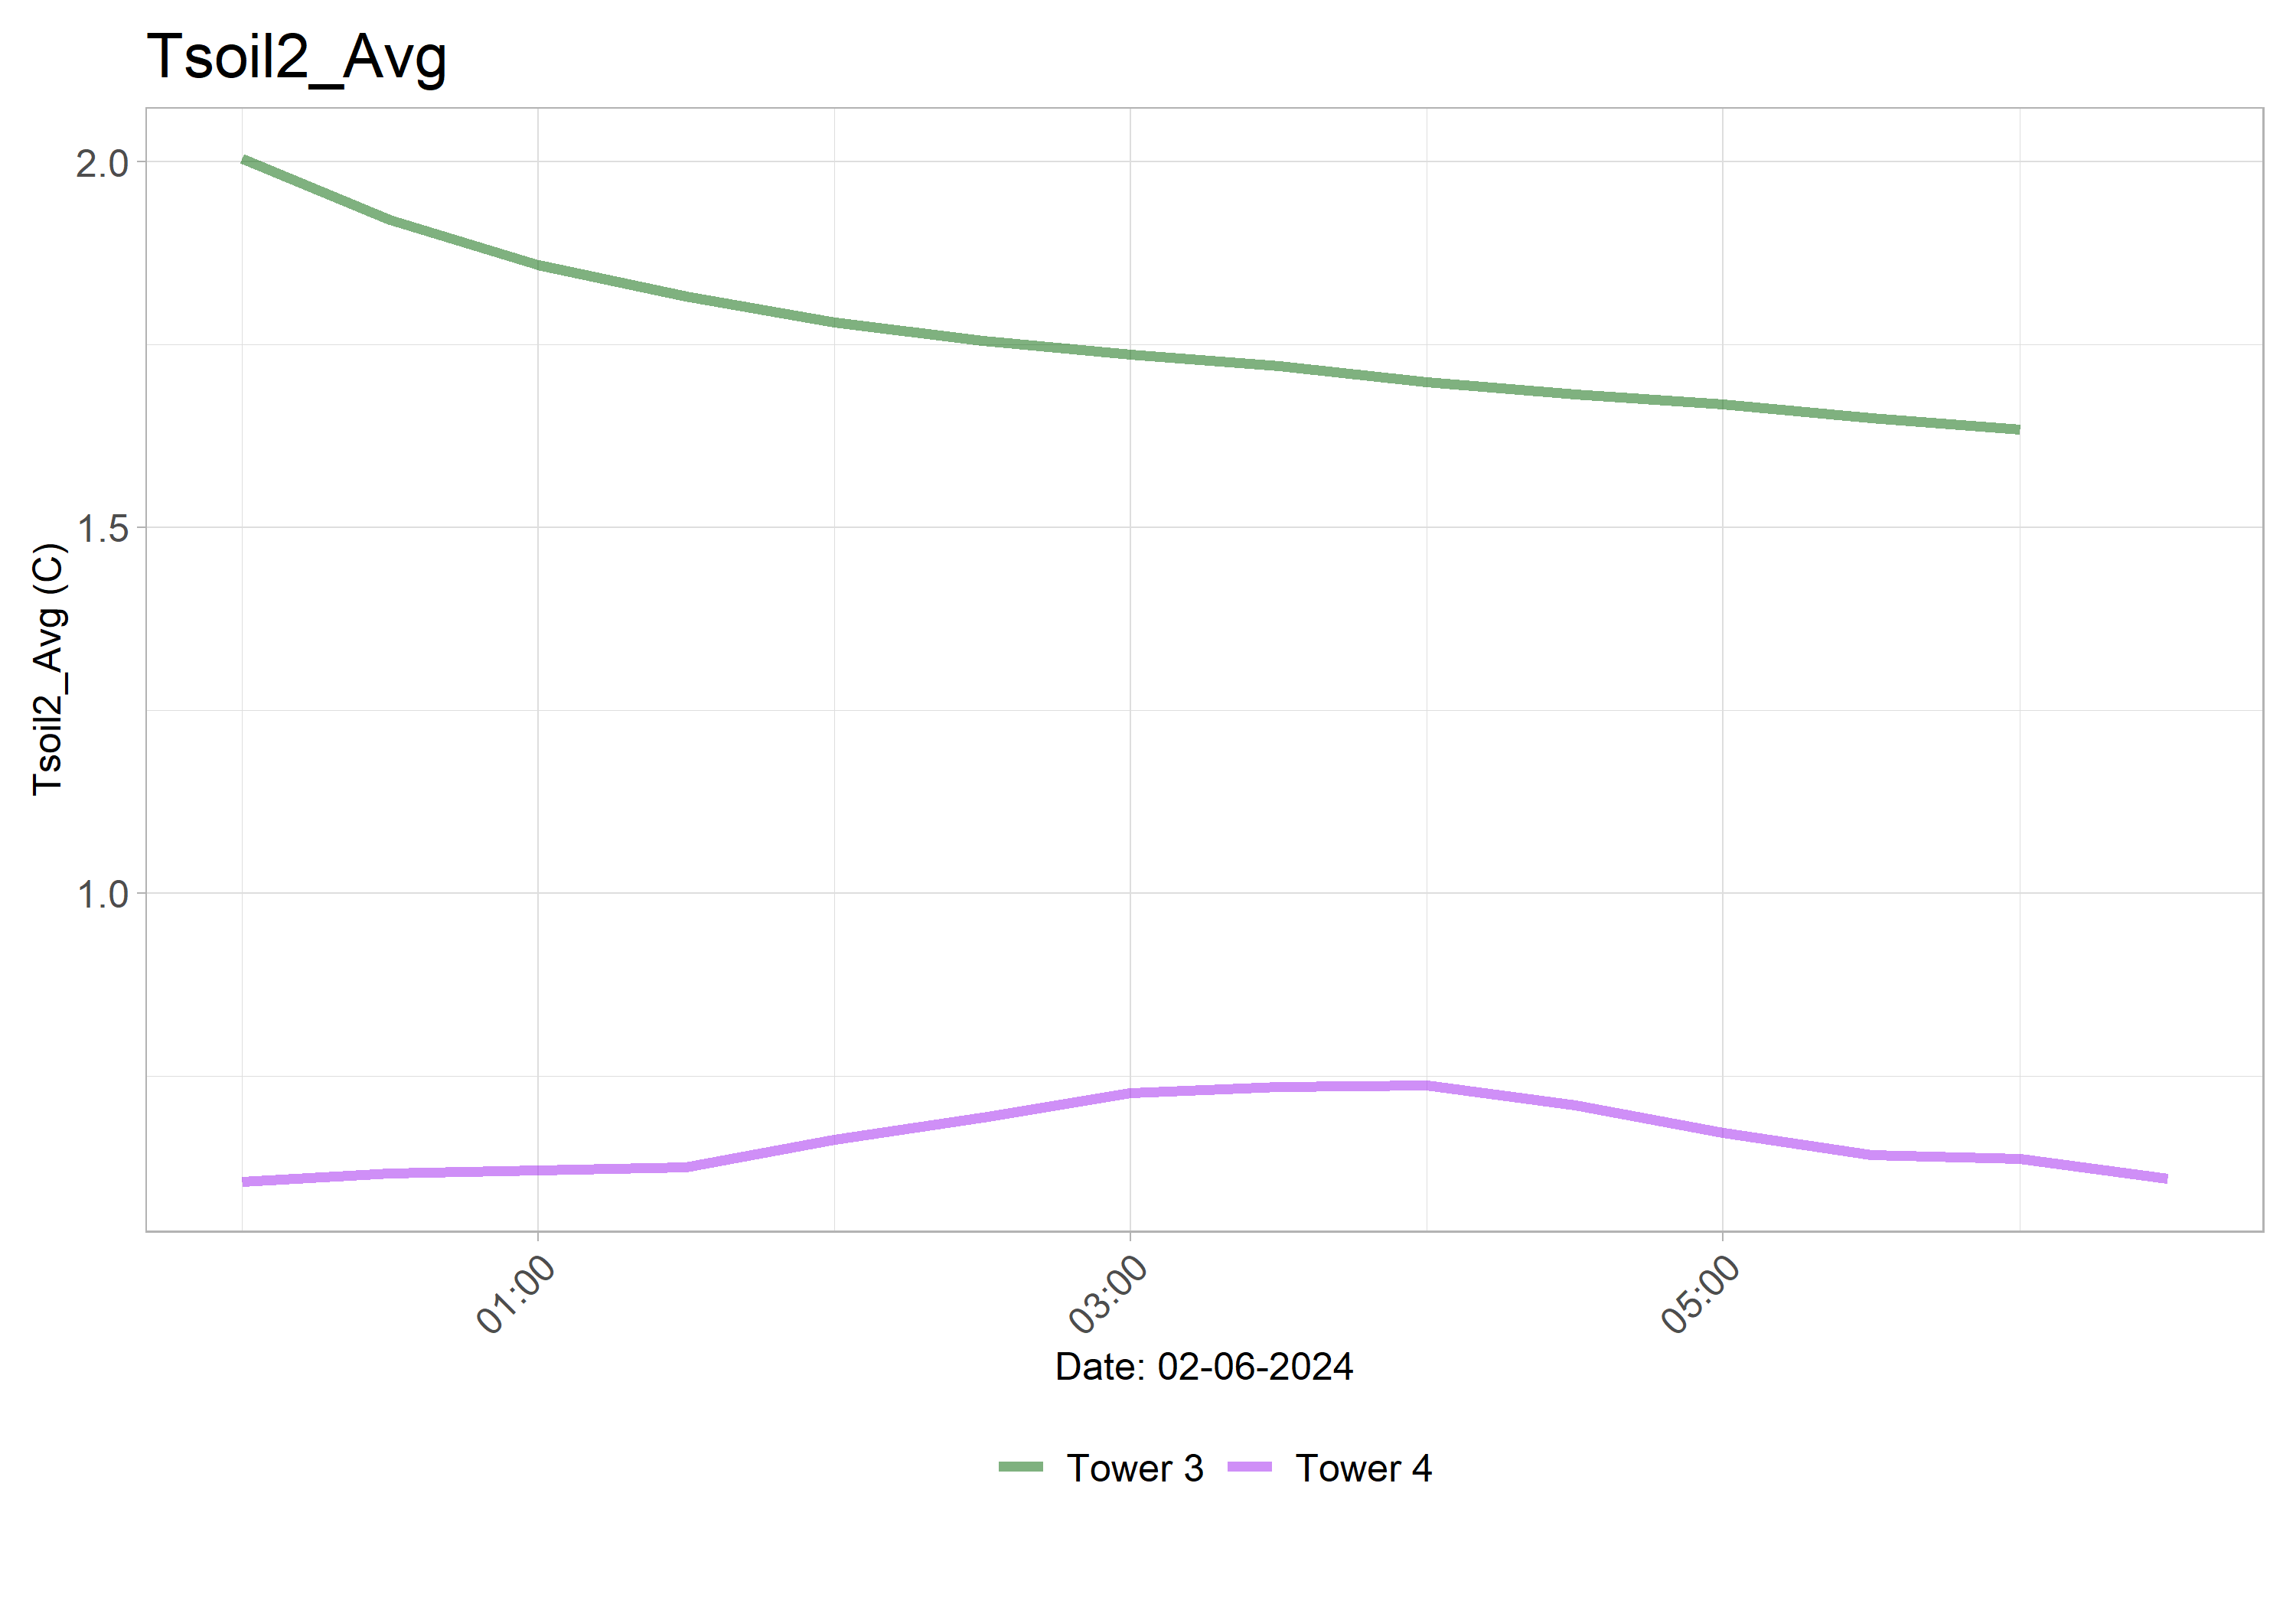 Tsoil2_Avg
Tsoil2_Avg (C)
2.0
1.5
1.0
01:00
03:00
05:00
Date: 02-06-2024
Tower 3
Tower 4